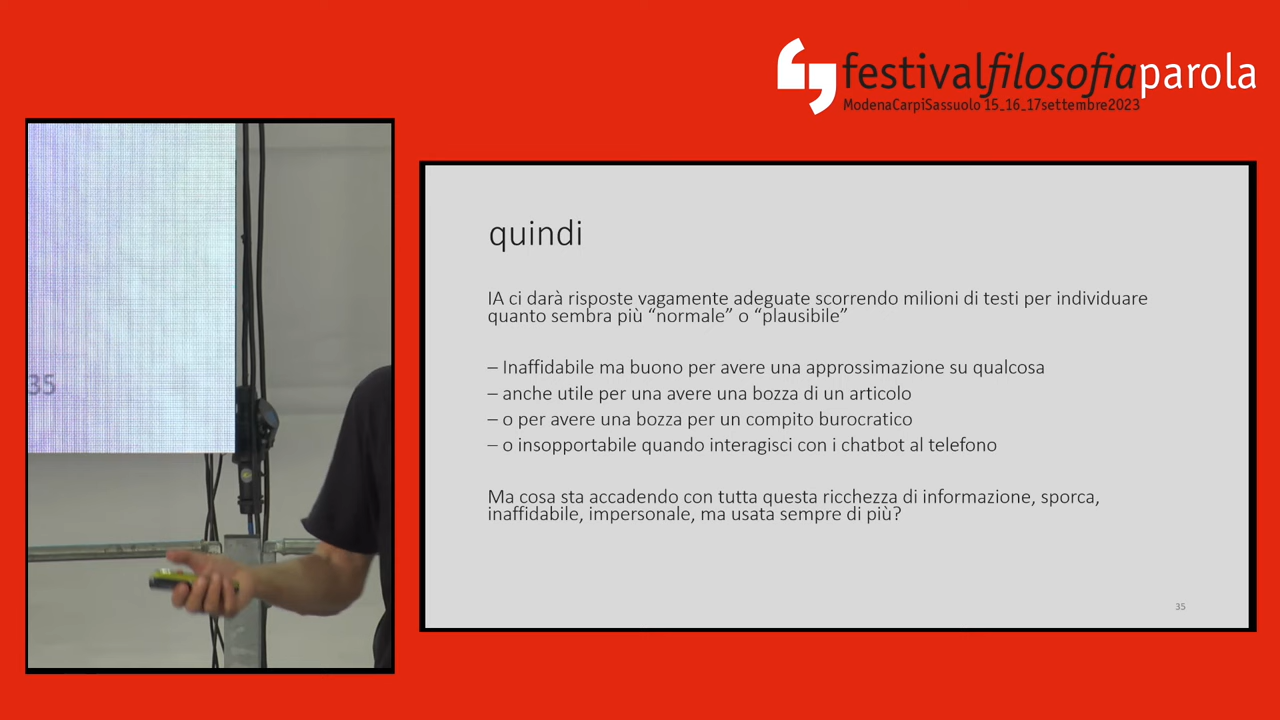 festivalfilosofiaparola
ModenaCarpiSassuolo 15_16_17settembre2023
35
quindi
IA ci darà risposte vagamente adeguate scorrendo milioni di testi per individuare
quanto sembra più “normale” o “plausibile”
– Inaffidabile ma buono per avere una approssimazione su qualcosa
– anche utile per una avere una bozza di un articolo
– o per avere una bozza per un compito burocratico
– o insopportabile quando interagisci con i chatbot al telefono
Ma cosa sta accadendo con tutta questa ricchezza di informazione, sporca,
inaffidabile, impersonale, ma usata sempre di più?
35